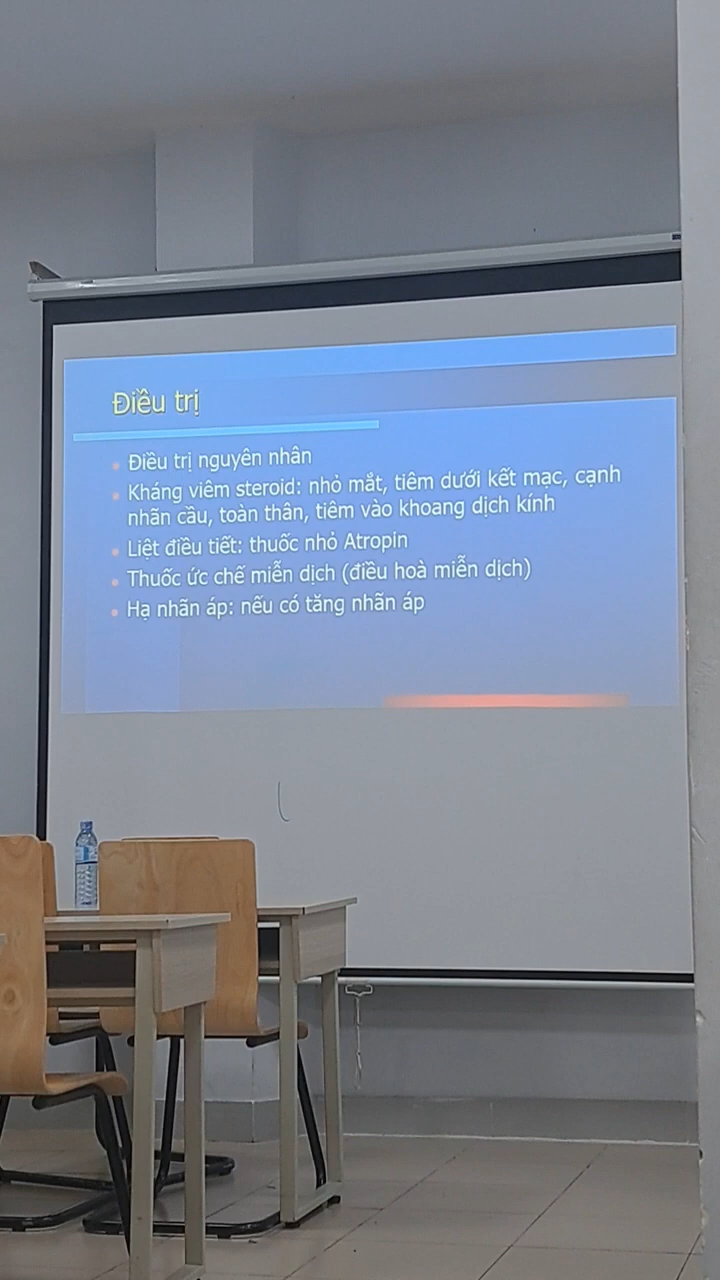 Điều trị
Điều trị nguyên nhân
Kháng viêm steroid: nhỏ mắt, tiêm dưới kết mạc, cạnh
nhãn cầu, toàn thân, tiêm vào khoang dịch kính
Liệt điều tiết: thuốc nhỏ Atropin
Thuốc ức chế miễn dịch (điều hoà miễn dịch)
Hạ nhãn áp: nếu có tăng nhãn áp